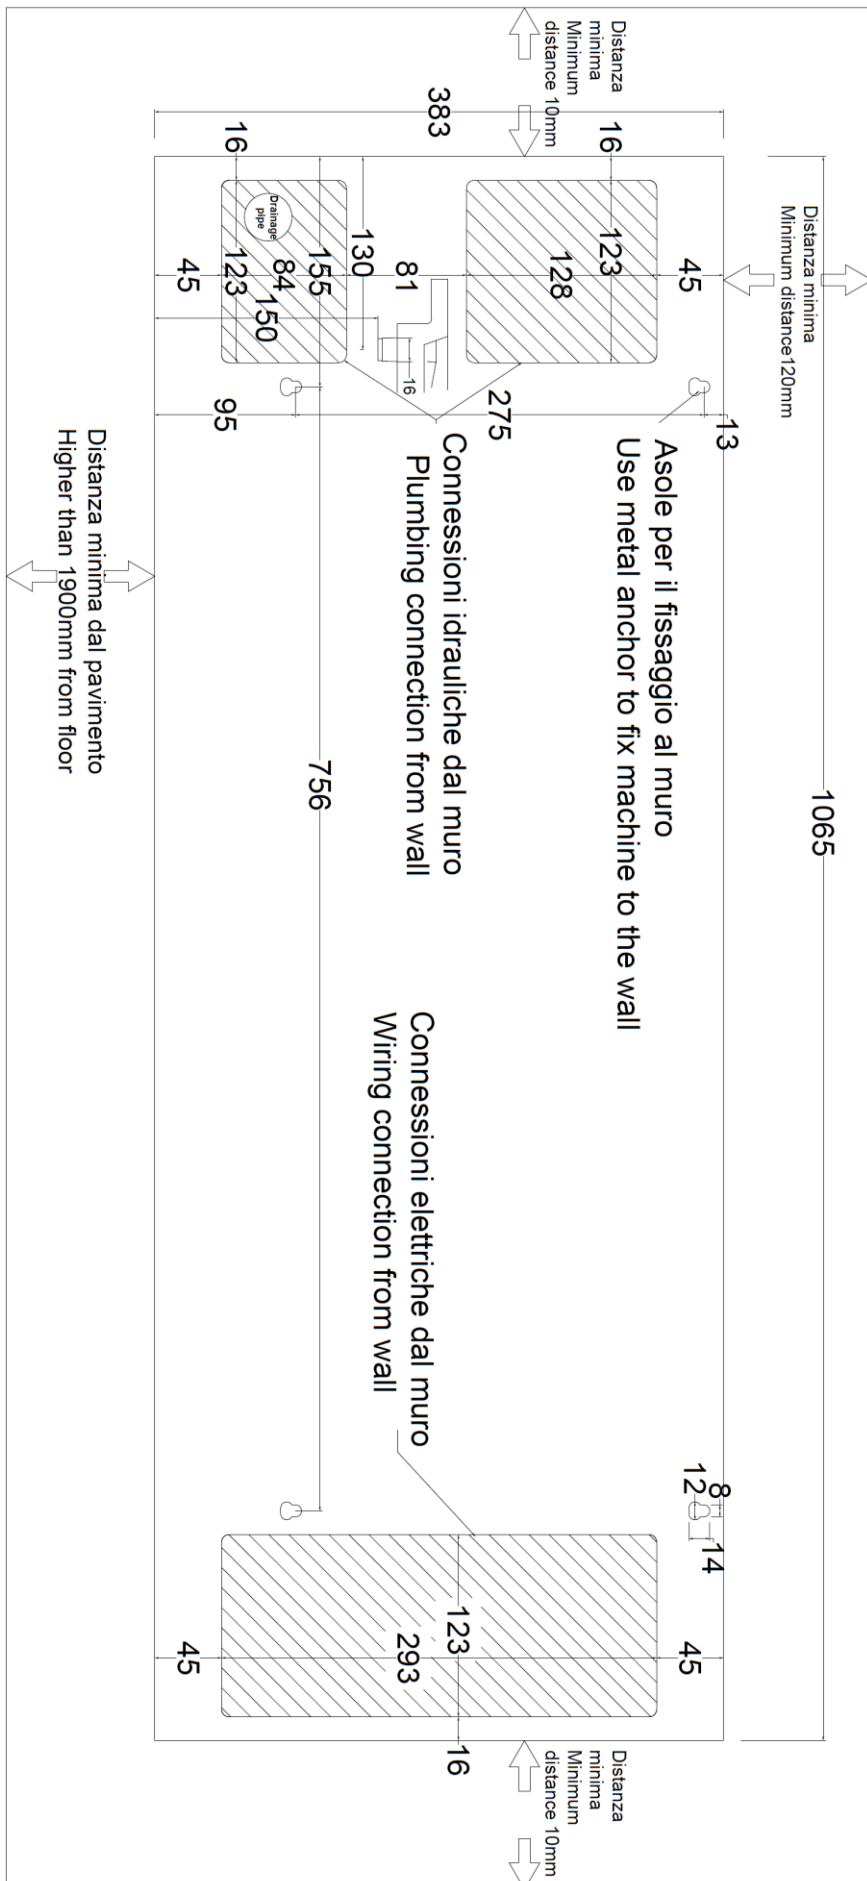 Distanza
minima
Minimum
distance 10mm
383
16
16
Distanza minima
Minimum distance120mm
1065
Drainage
pipe
45
123
84
155
130
150
81
128
123
45
16
95
275
13
Asole per il fissaggio al muro
Use metal anchor to fix machine to the wall
Connessioni idrauliche dal muro
Plumbing connection from wall
Distanza minima dal pavimento
Higher than 1900mm from floor
756
Connessioni elettriche dal muro
Wiring connection from wall
8
12
14
45
293
123
45
16
Distanza
minima
Minimum
distance 10mm